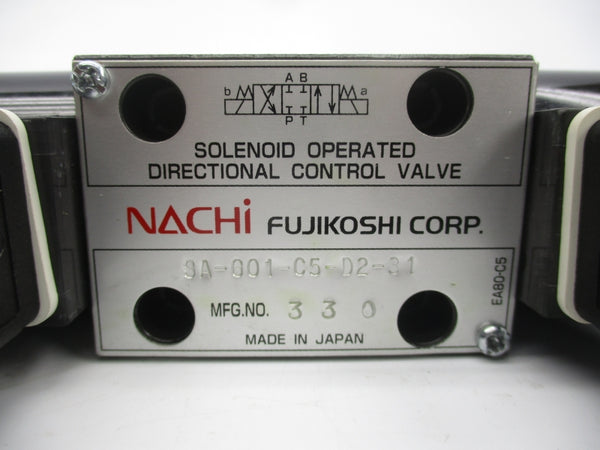 A B
b a
P T
SOLENOID OPERATED
DIRECTIONAL CONTROL VALVE
NACHi FUJIKOSHI CORP.
SA-G01-C5-D2-31
MFG.NO. 3 3 0
MADE IN JAPAN
EA80-C5